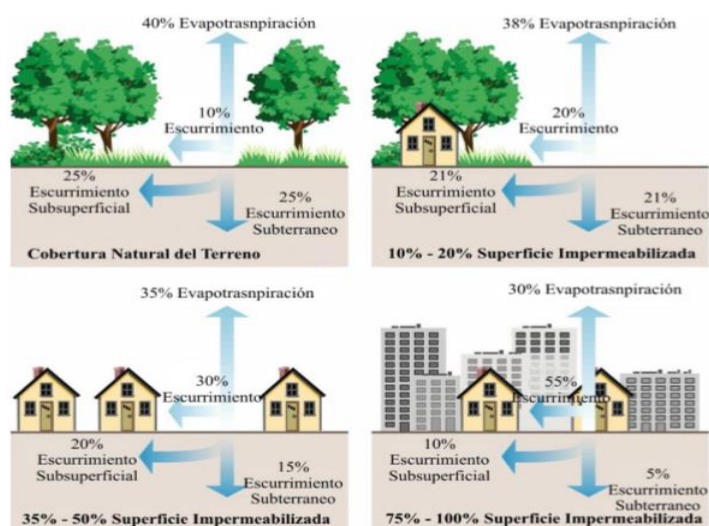 40% Evapotrasnpiración
10%
Escurrimiento
25%
Escurrimiento
Subsuperficial
25%
Escurrimiento
Subterraneo
Cobertura Natural del Terreno
38% Evapotrasnpiración
20%
Escurrimiento
21%
Escurrimiento
Subsuperficial
21%
Escurrimiento
Subterraneo
10% - 20% Superficie Impermeabilizada
35% Evapotrasnpiración
30%
Escurrimiento
20%
Escurrimiento
Subsuperficial
15%
Escurrimiento
Subterraneo
35% - 50% Superficie Impermeabilizada
30% Evapotrasnpiración
55%
Escurrimiento
10%
Escurrimiento
Subsuperficial
5%
Escurrimiento
Subterraneo
75% - 100% Superficie Impermeabilizada